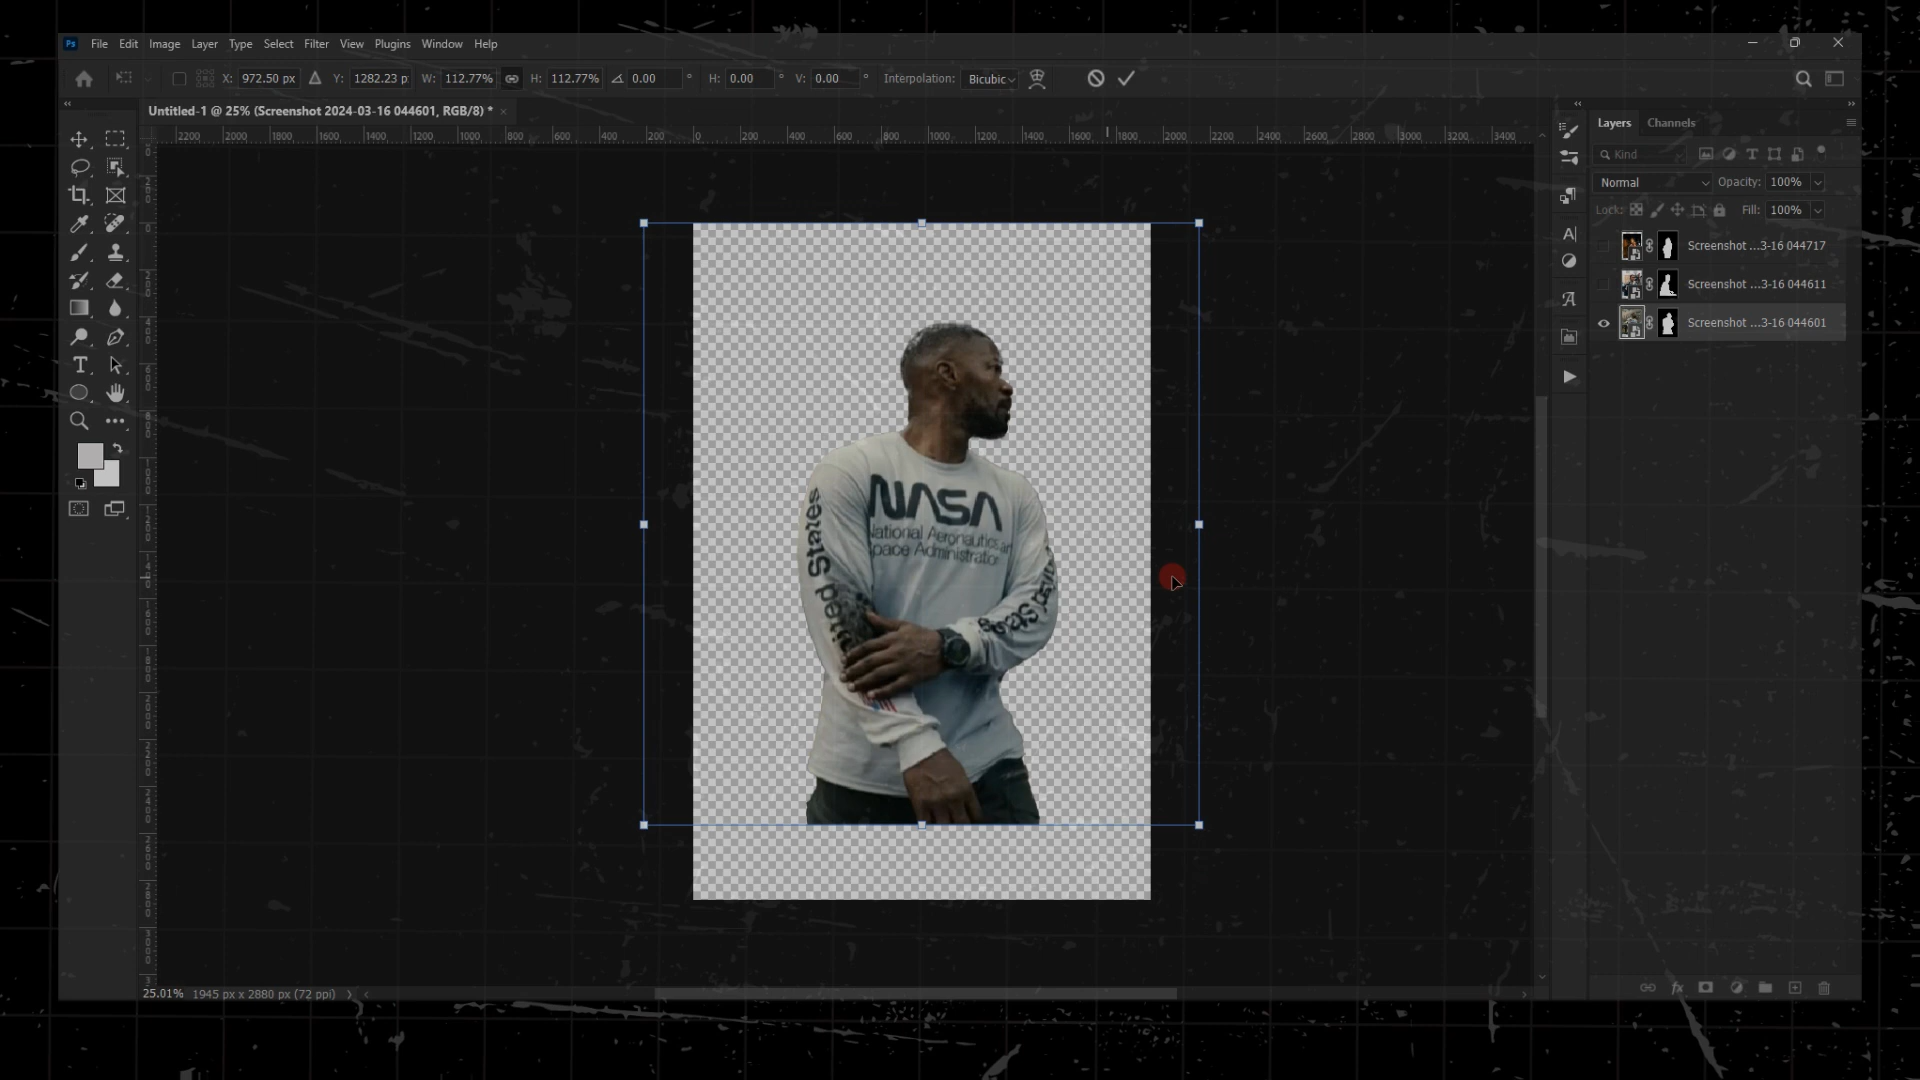 Ps File Edit Image Layer Type Select Filter View Plugins Window Help
X: 972.50 px Y: 1282.23 p W: 112.77% H: 112.77% 0.00 ° H: 0.00 ° V: 0.00 ° Interpolation: Bicubic
Untitled-1 @ 25% (Screenshot 2024-03-16 044601, RGB/8) * ×
2200 2000 1800 1600 1400 1200 1000 800 600 400 200 0 200 400 600 800 1000 1200 1400 1600 1800 2000 2200 2400 2600 2800 3000 3200 3400
Layers Channels
Kind
Normal Opacity: 100%
Lock: Fill: 100%
Screenshot ...3-16 044717
Screenshot ...3-16 044611
Screenshot ...3-16 044601
NASA
National Aeronautics an
Space Administration
United States
25.01% 1945 px x 2880 px (72 ppi)
fx